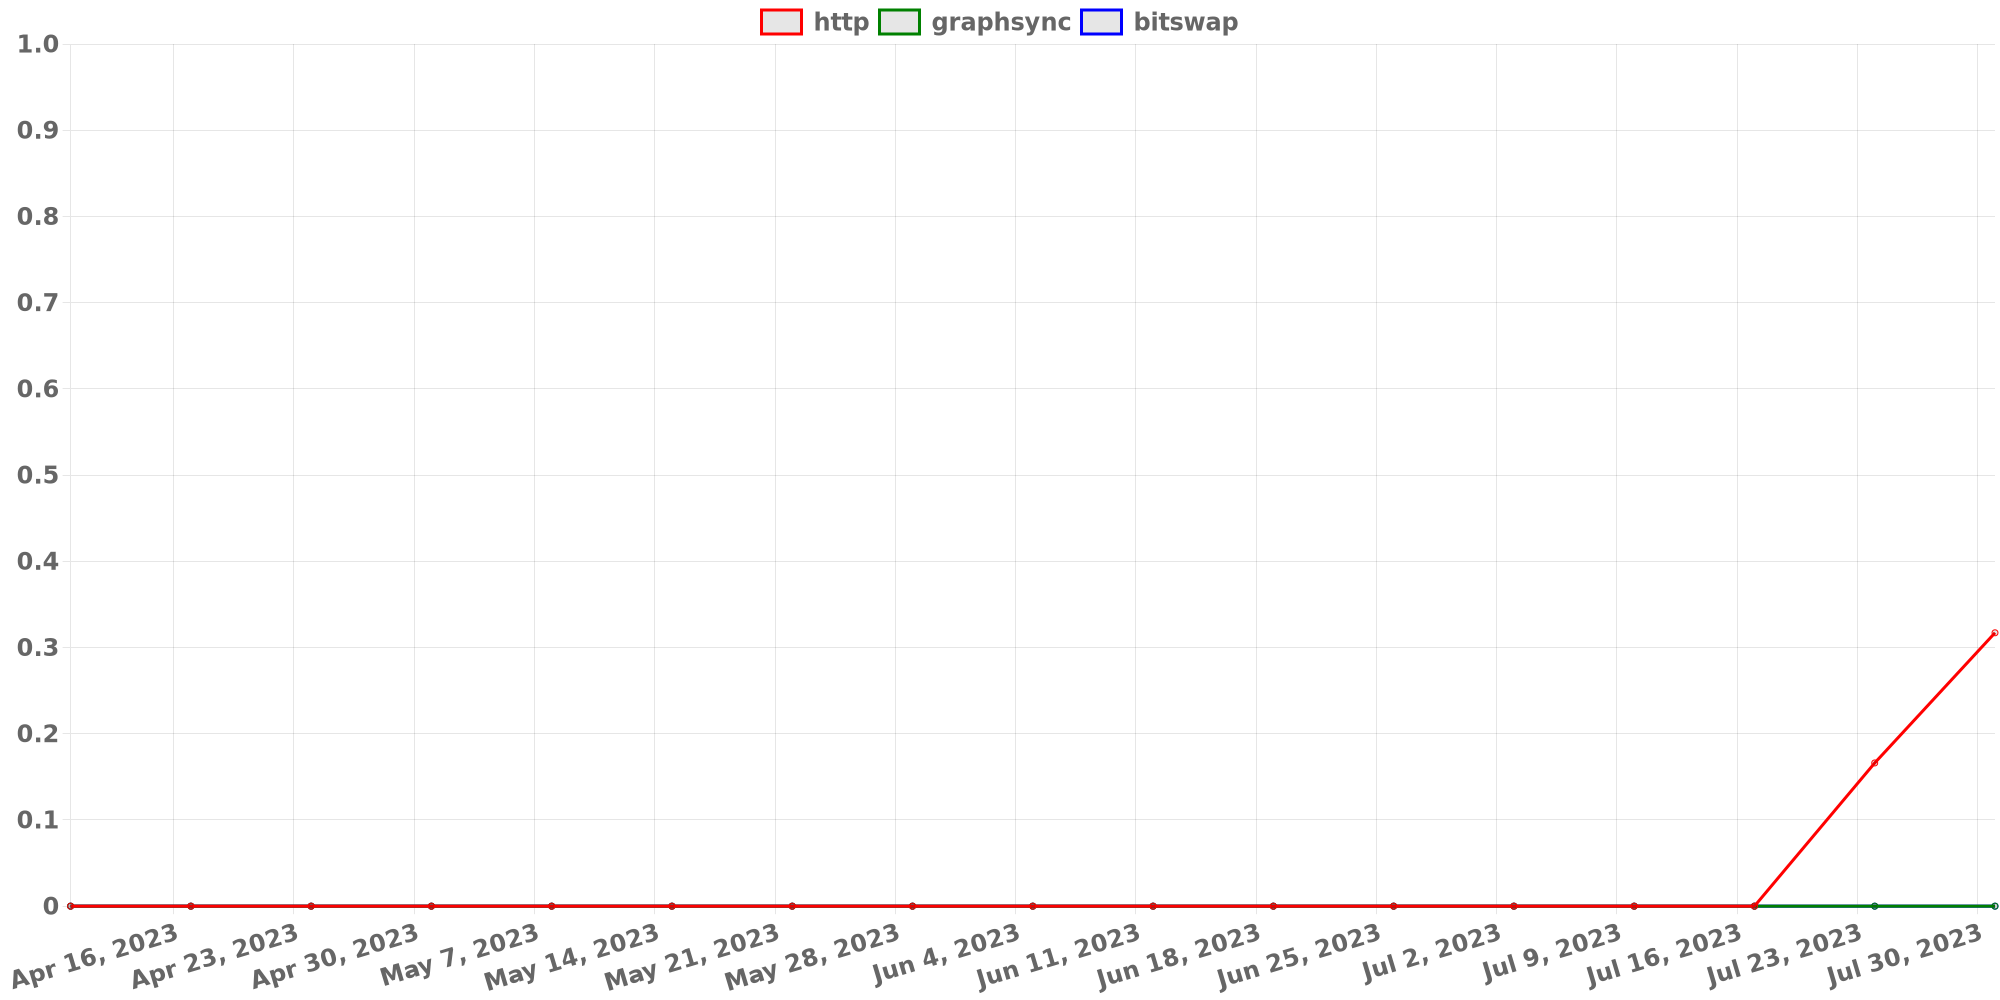 http graphsync bitswap
1.0
0.9
0.8
0.7
0.6
0.5
0.4
0.3
0.2
0.1
0
Apr 16, 2023
Apr 23, 2023
Apr 30, 2023
May 7, 2023
May 14, 2023
May 21, 2023
May 28, 2023
Jun 4, 2023
Jun 11, 2023
Jun 18, 2023
Jun 25, 2023
Jul 2, 2023
Jul 9, 2023
Jul 16, 2023
Jul 23, 2023
Jul 30, 2023